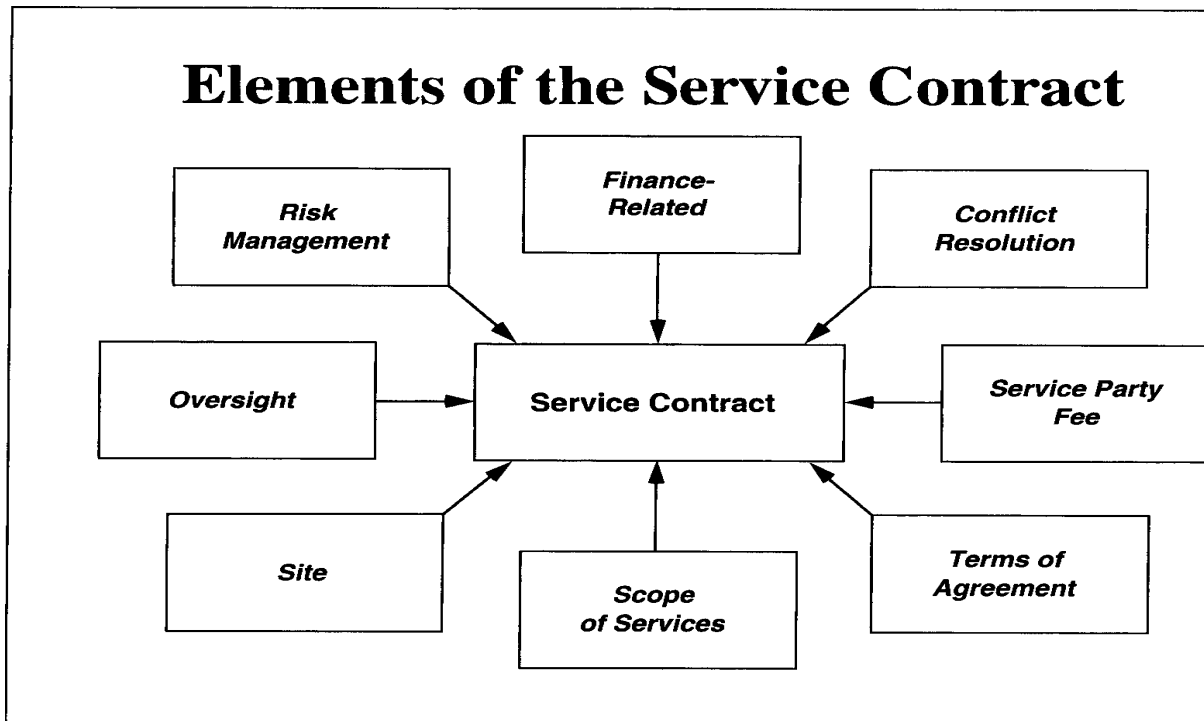 Elements of the Service Contract
Risk
Management
Finance-
Related
Conflict
Resolution
Oversight
Service Contract
Service Party
Fee
Site
Scope
of Services
Terms of
Agreement